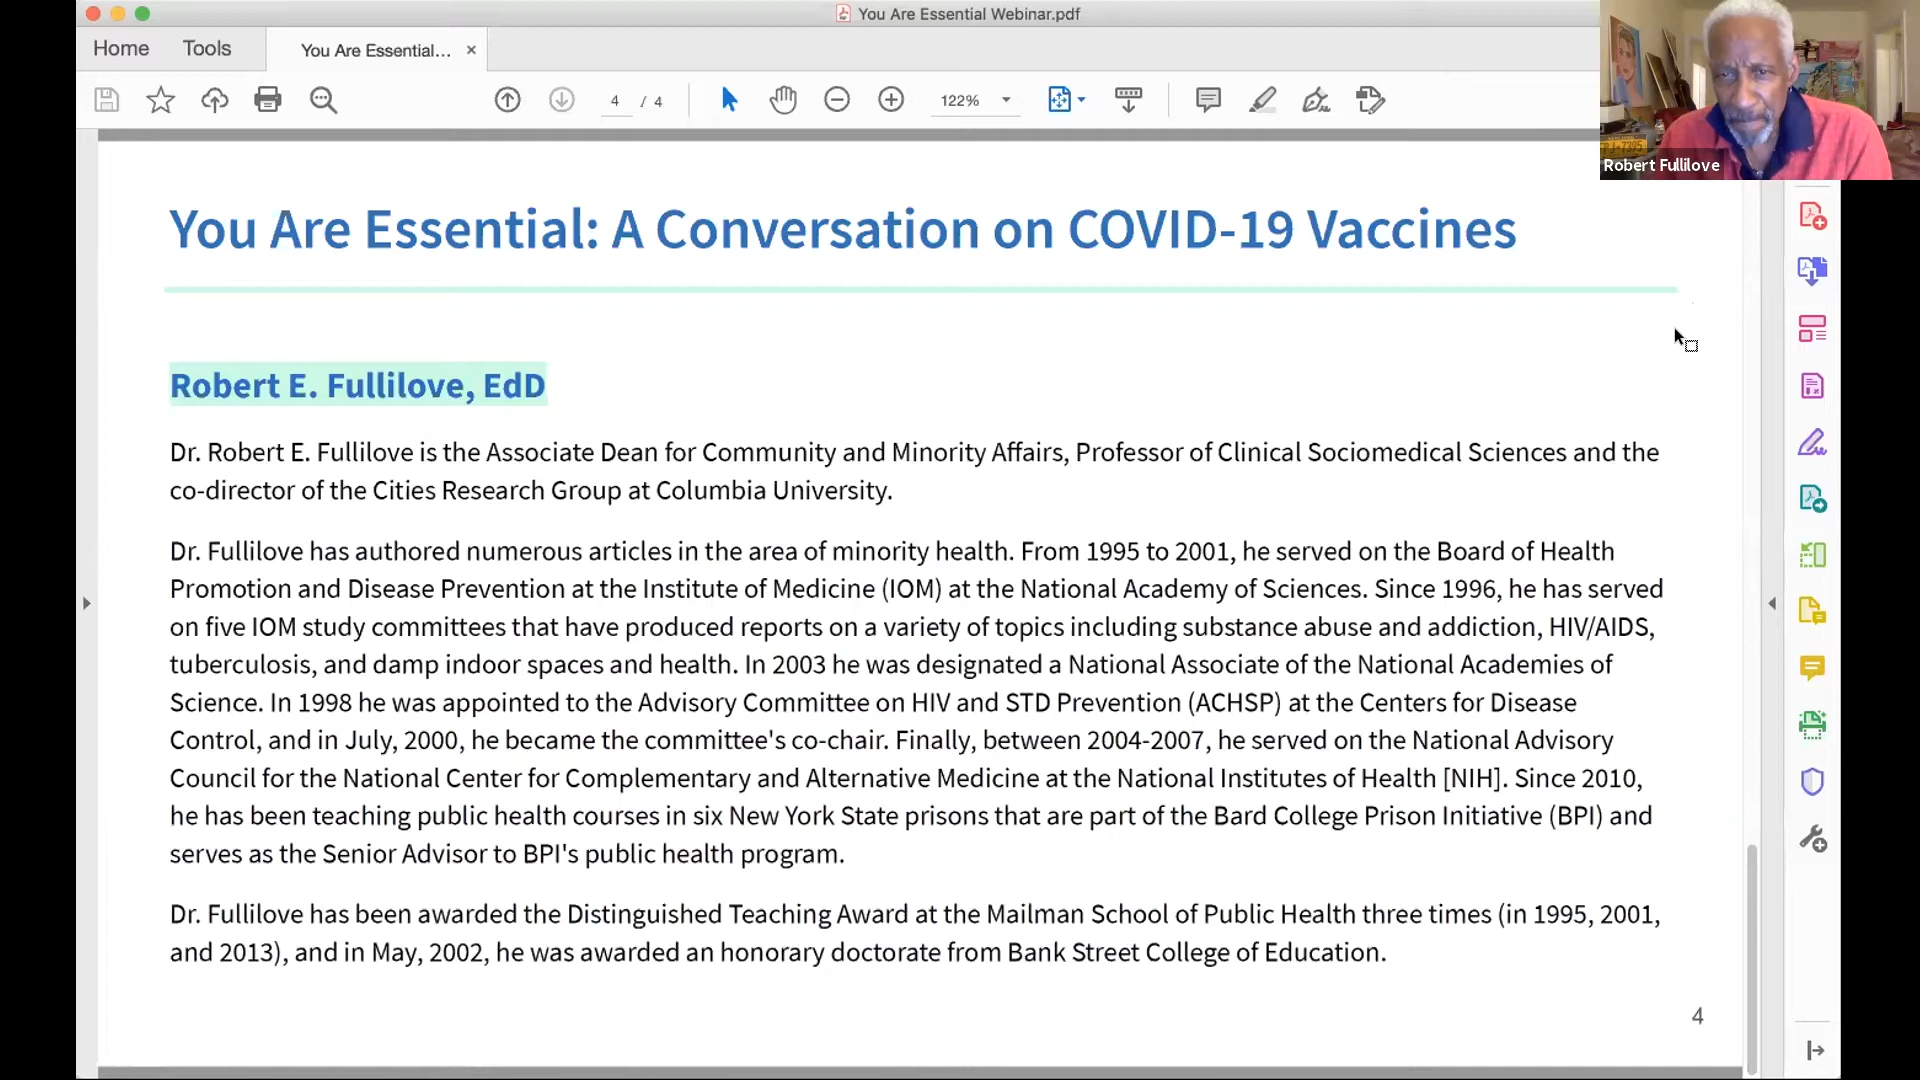 You Are Essential Webinar.pdf
Home
Tools
You Are Essential...
4 / 4
122%
Robert Fullilove
You Are Essential: A Conversation on COVID-19 Vaccines
Robert E. Fullilove, EdD
Dr. Robert E. Fullilove is the Associate Dean for Community and Minority Affairs, Professor of Clinical Sociomedical Sciences and the
co-director of the Cities Research Group at Columbia University.
Dr. Fullilove has authored numerous articles in the area of minority health. From 1995 to 2001, he served on the Board of Health
Promotion and Disease Prevention at the Institute of Medicine (IOM) at the National Academy of Sciences. Since 1996, he has served
on five IOM study committees that have produced reports on a variety of topics including substance abuse and addiction, HIV/AIDS,
tuberculosis, and damp indoor spaces and health. In 2003 he was designated a National Associate of the National Academies of
Science. In 1998 he was appointed to the Advisory Committee on HIV and STD Prevention (ACHSP) at the Centers for Disease
Control, and in July, 2000, he became the committee's co-chair. Finally, between 2004-2007, he served on the National Advisory
Council for the National Center for Complementary and Alternative Medicine at the National Institutes of Health [NIH]. Since 2010,
he has been teaching public health courses in six New York State prisons that are part of the Bard College Prison Initiative (BPI) and
serves as the Senior Advisor to BPI's public health program.
Dr. Fullilove has been awarded the Distinguished Teaching Award at the Mailman School of Public Health three times (in 1995, 2001,
and 2013), and in May, 2002, he was awarded an honorary doctorate from Bank Street College of Education.
4